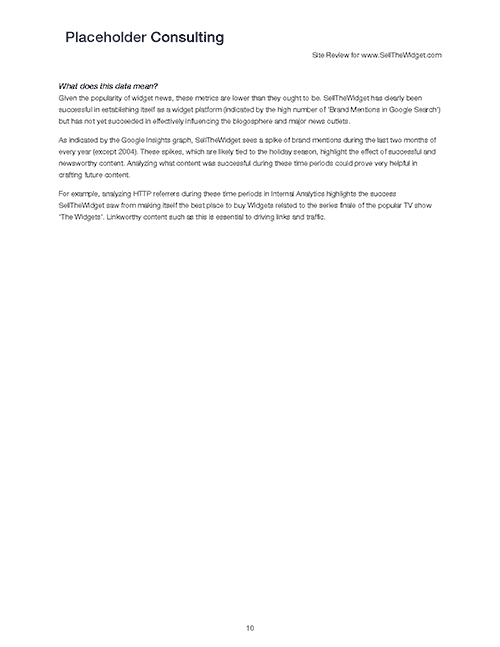 Placeholder Consulting
Site Review for www.SellTheWidget.com
What does this data mean?
Given the popularity of widget news, these metrics are lower than they ought to be. SellTheWidget has clearly been
successful in establishing itself as a widget platform (indicated by the high number of 'Brand Mentions in Google Search')
but has not yet succeeded in effectively influencing the blogosphere and major news outlets.
As indicated by the Google Insights graph, SellTheWidget sees a spike of brand mentions during the last two months of
every year (except 2004). These spikes, which are likely tied to the holiday season, highlight the effect of successful and
newsworthy content. Analyzing what content was successful during these time periods could prove very helpful in
crafting future content.
For example, analyzing HTTP referrers during these time periods in Internal Analytics highlights the success
SellTheWidget saw from making itself the best place to buy Widgets related to the series finale of the popular TV show
'The Widgets'. Linkworthy content such as this is essential to driving links and traffic.
10